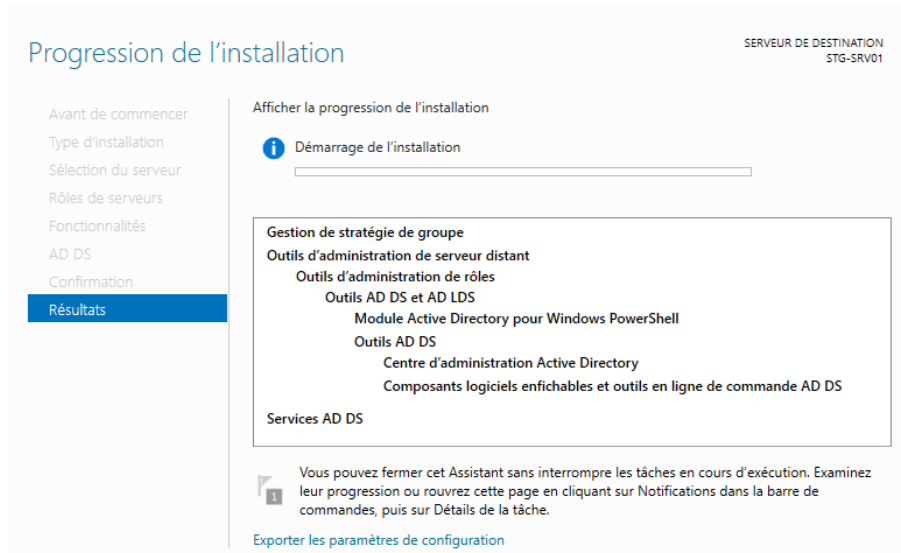 Progression de l’installation
SERVEUR DE DESTINATION
STG-SRV01
Avant de commencer
Type d’installation
Sélection du serveur
Rôles de serveurs
Fonctionnalités
AD DS
Confirmation
Résultats
Afficher la progression de l’installation
Démarrage de l’installation
Gestion de stratégie de groupe
Outils d’administration de serveur distant
Outils d’administration de rôles
Outils AD DS et AD LDS
Module Active Directory pour Windows PowerShell
Outils AD DS
Centre d’administration Active Directory
Composants logiciels enfichables et outils en ligne de commande AD DS
Services AD DS
1
Vous pouvez fermer cet Assistant sans interrompre les tâches en cours d’exécution. Examinez
leur progression ou rouvrez cette page en cliquant sur Notifications dans la barre de
commandes, puis sur Détails de la tâche.
Exporter les paramètres de configuration